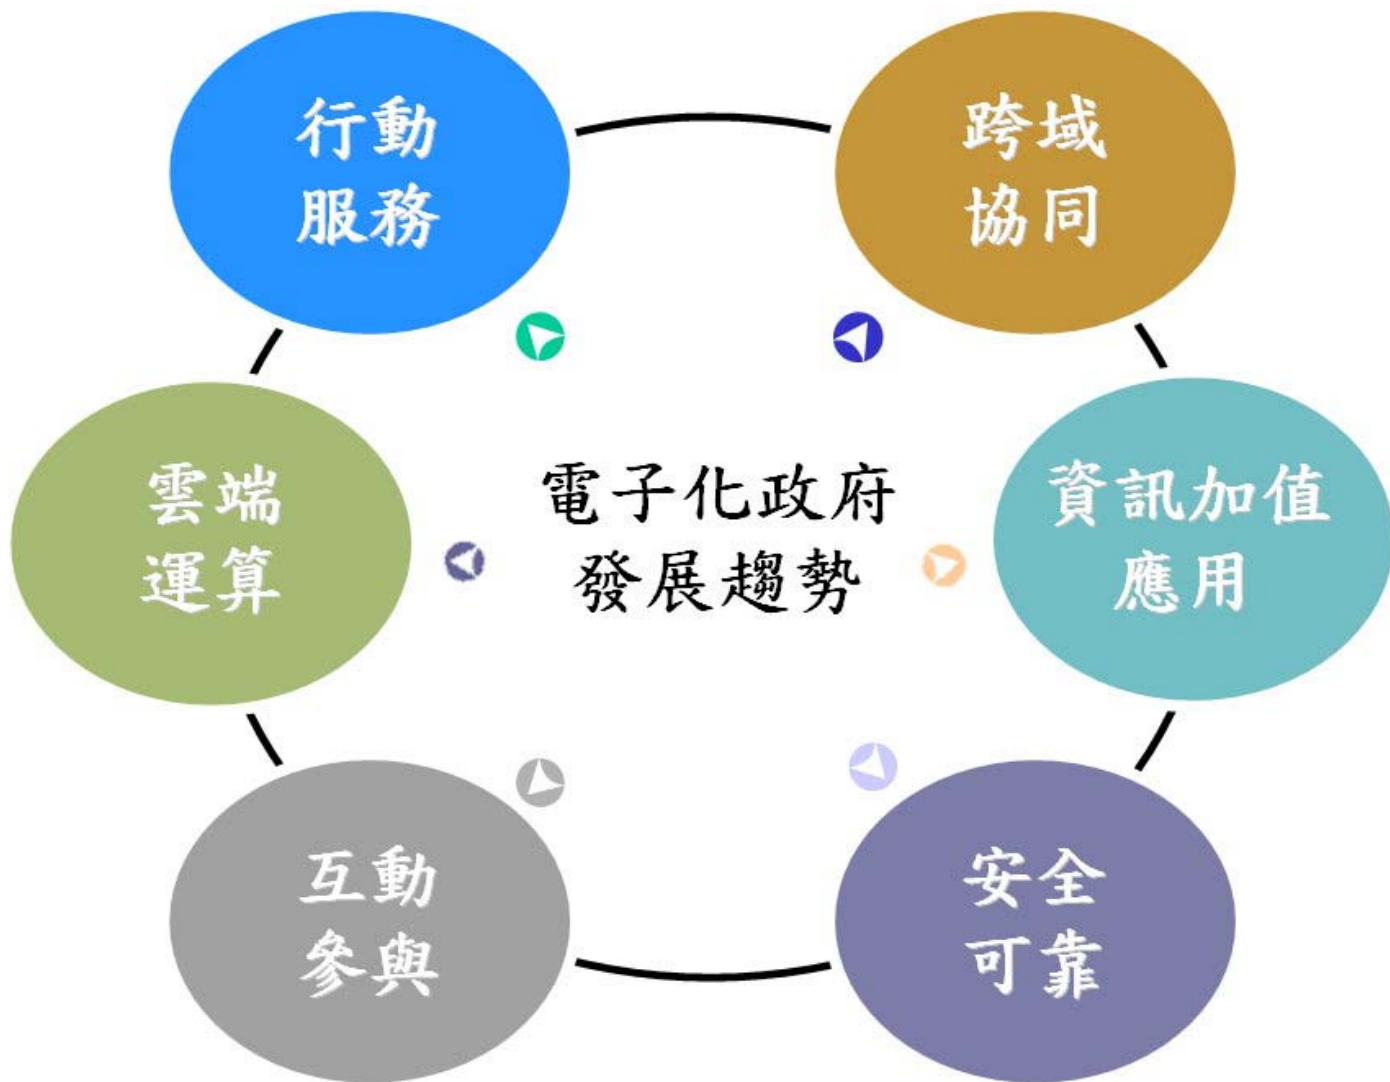 行動
服務
跨域
協同
雲端
運算
電子化政府
發展趨勢
資訊加值
應用
互動
參與
安全
可靠